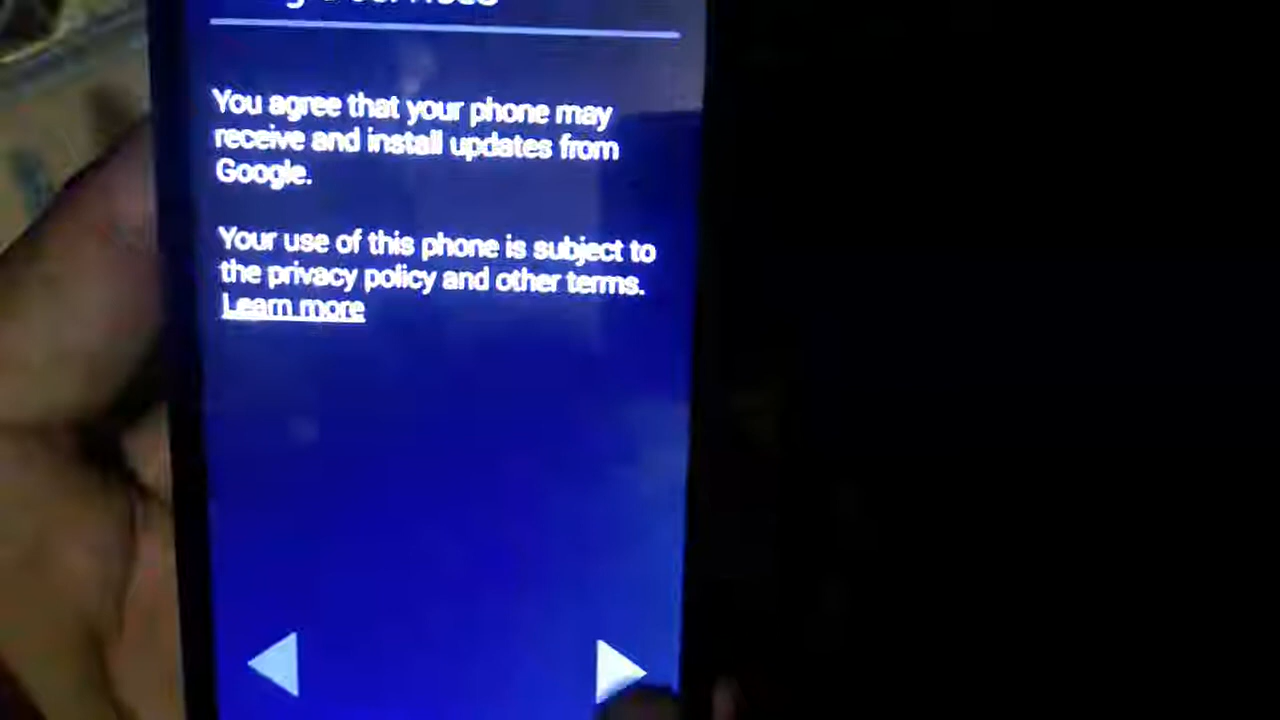 You agree that your phone may
receive and install updates from
Google.
Your use of this phone is subject to
the privacy policy and other terms.
Learn more